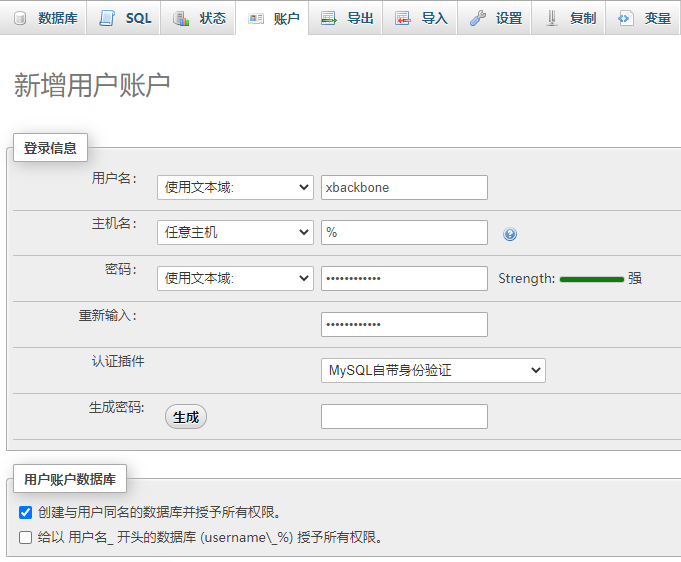 数据库 SQL 状态 账户 导出 导入 设置 复制 变量
新增用户账户
登录信息
用户名： 使用文本域: xbackbone
主机名： 任意主机 %
密码： 使用文本域: •••••••••••• Strength: 强
重新输入： ••••••••••••
认证插件 MySQL自带身份验证
生成密码: 生成
用户账户数据库
创建与用户同名的数据库并授予所有权限。
给以 用户名_ 开头的数据库 (username\_%) 授予所有权限。